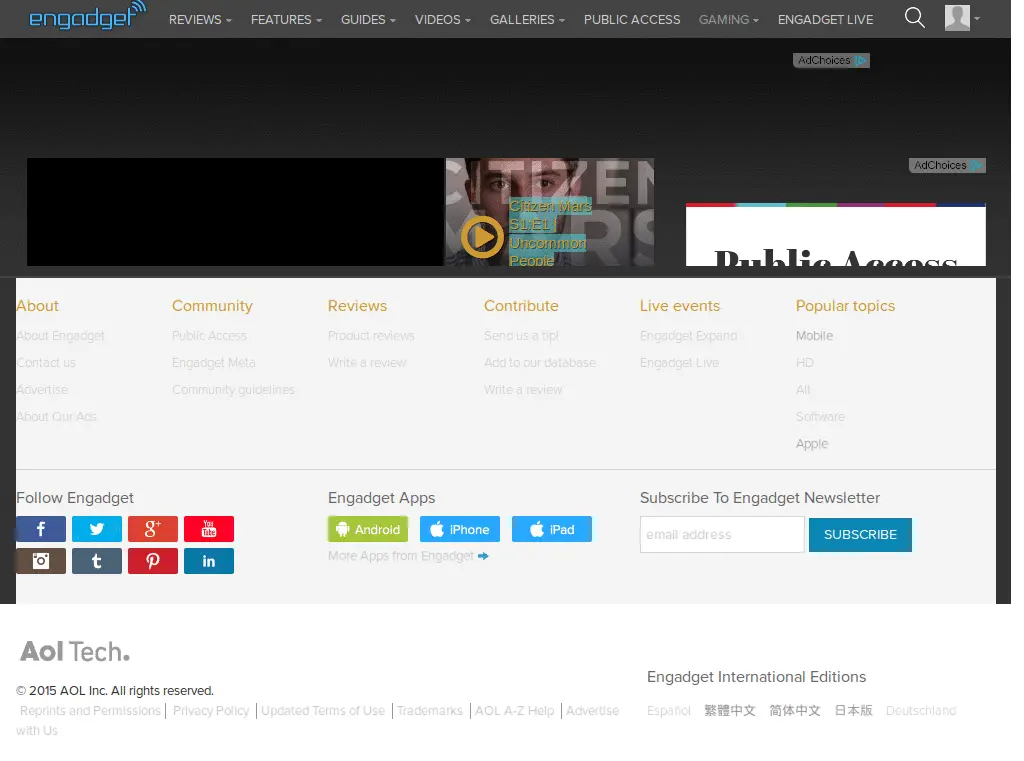 engadget REVIEWS FEATURES GUIDES VIDEOS GALLERIES PUBLIC ACCESS GAMING ENGADGET LIVE
AdChoices
AdChoices
CITIZEN
MARS
Citizen Mars
S1:E1 |
Uncommon
People
Public Access
About Community Reviews Contribute Live events Popular topics
About Engadget Public Access Product reviews Send us a tip! Engadget Expand Mobile
Contact us Engadget Meta Write a review Add to our database Engadget Live HD
Advertise Community guidelines Write a review Alt
About Our Ads Software
Apple
Follow Engadget Engadget Apps Subscribe To Engadget Newsletter
f g+ You Tube Android iPhone iPad email address SUBSCRIBE
t p in More Apps from Engadget
Aol Tech.
Engadget International Editions
© 2015 AOL Inc. All rights reserved.
Reprints and Permissions | Privacy Policy | Updated Terms of Use | Trademarks | AOL A-Z Help | Advertise
with Us
Español 繁體中文 简体中文 日本版 Deutschland